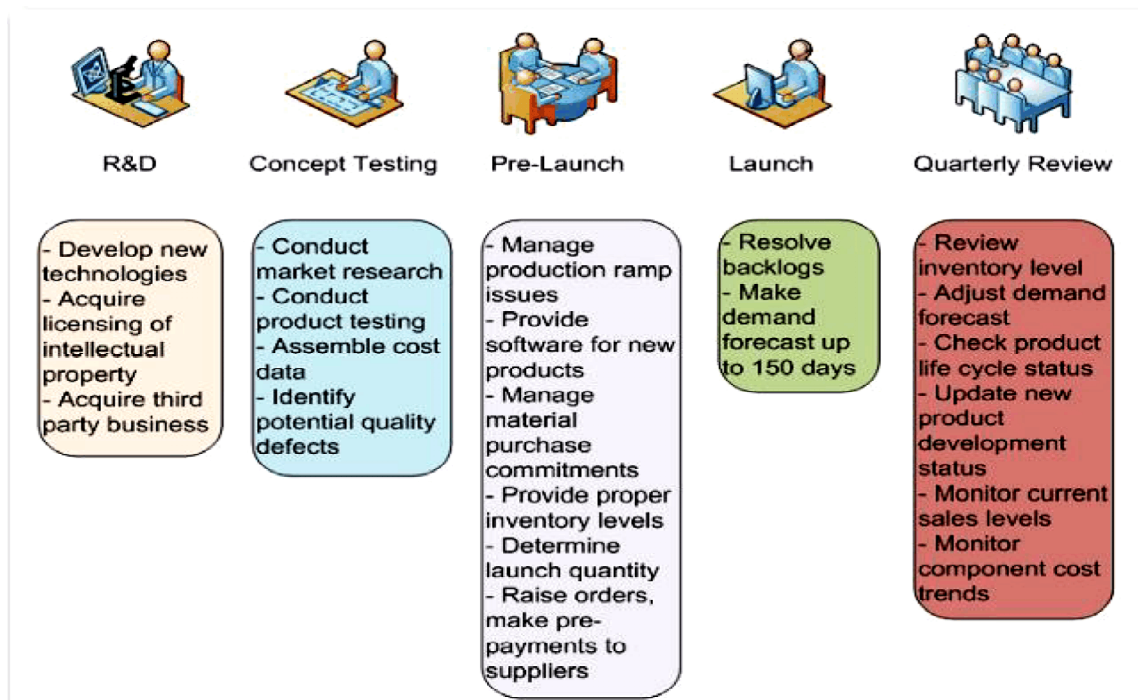 R&D
Concept Testing
Pre-Launch
Launch
Quarterly Review
- Develop new
technologies
- Acquire
licensing of
intellectual
property
- Acquire third
party business
- Conduct
market research
- Conduct
product testing
- Assemble cost
data
- Identify
potential quality
defects
- Manage
production ramp
issues
- Provide
software for new
products
- Manage
material
purchase
commitments
- Provide proper
inventory levels
- Determine
launch quantity
- Raise orders,
make pre-
payments to
suppliers
- Resolve
backlogs
- Make
demand
forecast up
to 150 days
- Review
inventory level
- Adjust demand
forecast
- Check product
life cycle status
- Update new
product
development
status
- Monitor current
sales levels
- Monitor
component cost
trends